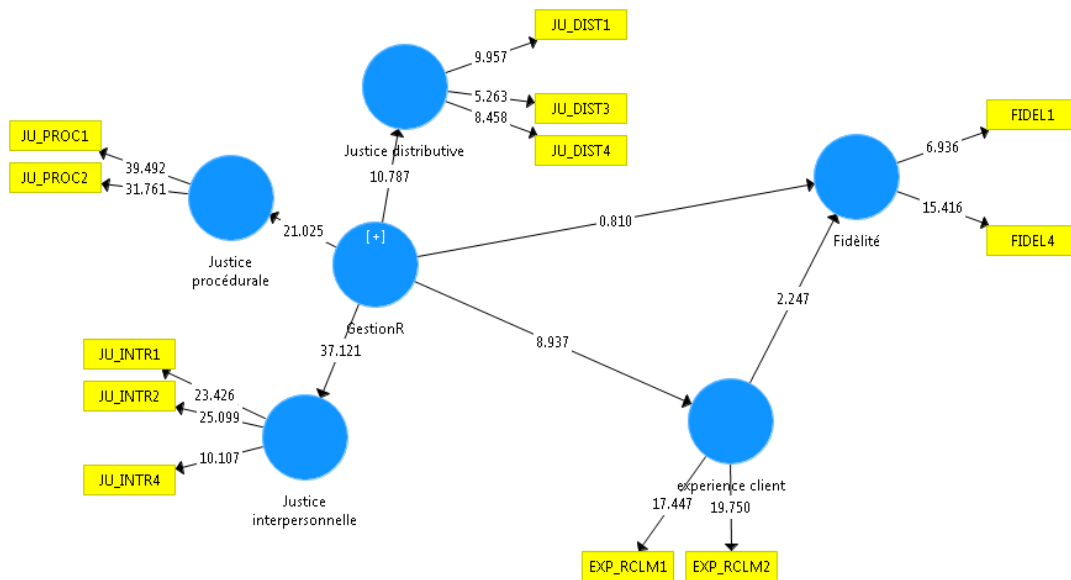 JU_DIST1
9.957
5.263
JU_DIST3
8.458
JU_DIST4
Justice distributive
10.787
JU_PROC1
39.492
JU_PROC2
31.761
21.025
Justice
procédurale
[+]
GestionR
37.121
JU_INTR1
23.426
JU_INTR2
25.099
10.107
JU_INTR4
Justice
interpersonnelle
0.810
8.937
2.247
FIDEL1
6.936
15.416
FIDEL4
Fidèlité
experience client
17.447
19.750
EXP_RCLM1
EXP_RCLM2